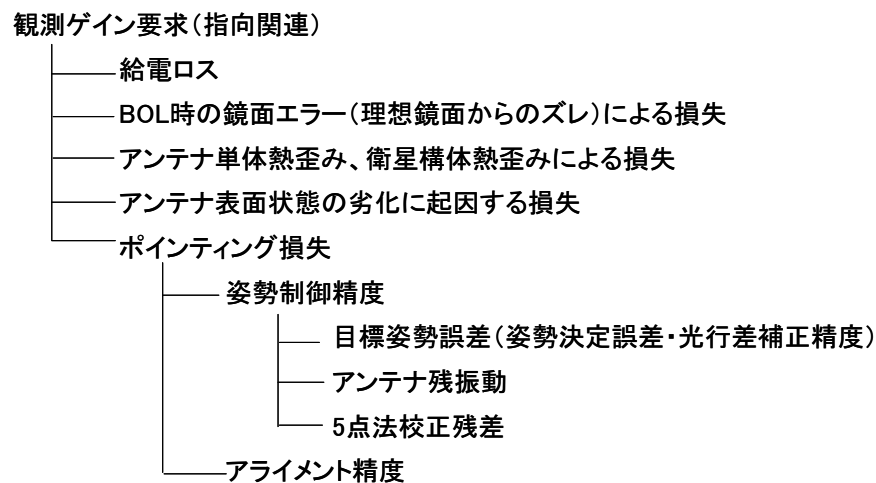 観測ゲイン要求（指向関連）
給電ロス
BOL時の鏡面エラー（理想鏡面からのズレ）による損失
アンテナ単体熱歪み、衛星構体熱歪みによる損失
アンテナ表面状態の劣化に起因する損失
ポインティング損失
姿勢制御精度
目標姿勢誤差（姿勢決定誤差・光行差補正精度）
アンテナ残振動
5点法校正残差
アライメント精度